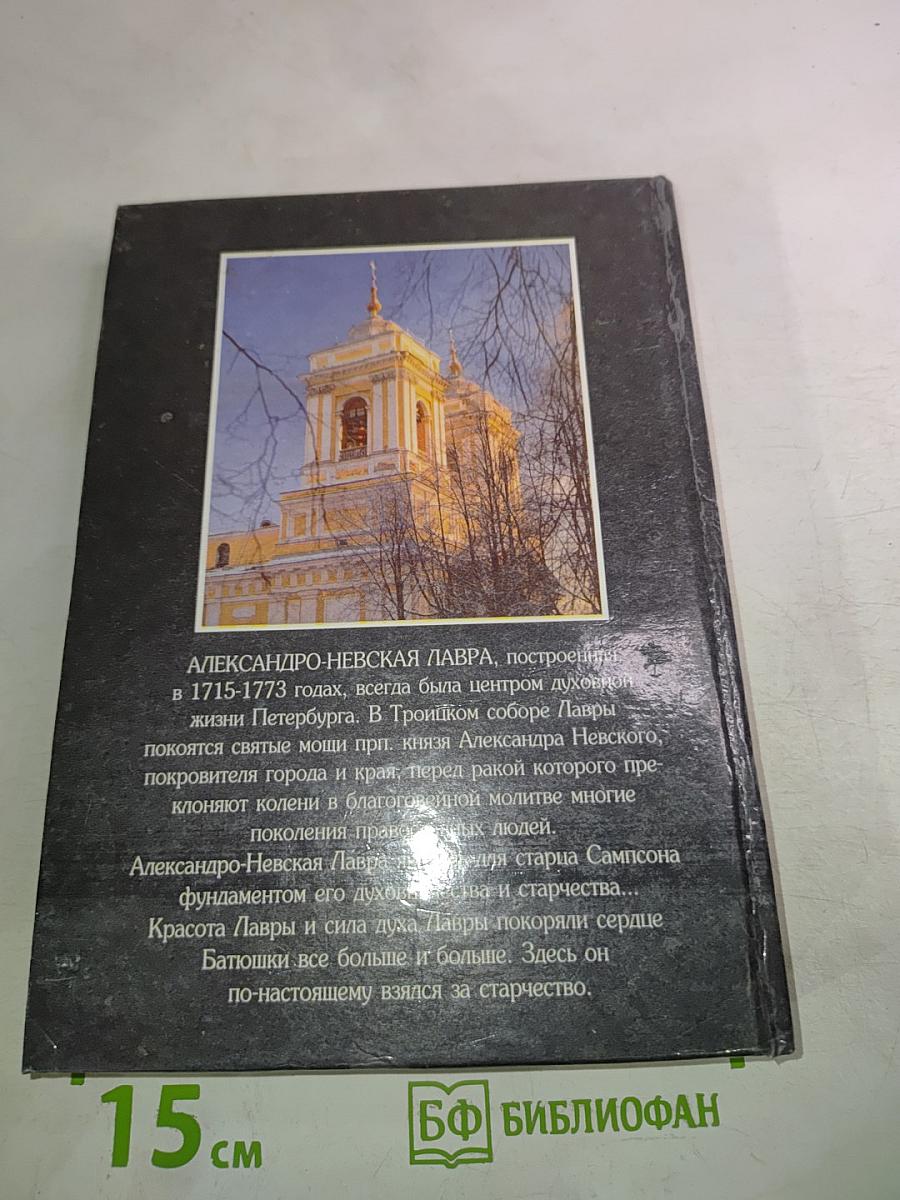 АЛЕКСАНДРО-НЕВСКАЯ ЛАВРА, построенная
в 1715-1773 годах, всегда была центром духовной
жизни Петербурга. В Троицком соборе Лавры
покоятся святые мощи прп. князя Александра Невского,
покровителя города и края, перед ракой которого пре-
клоняют колени в благоговейной молитве многие
поколения православных людей.
Александро-Невская Лавра для старца Сампсона
фундаментом его и старчества...
Красота Лавры и сила духа Лавры покоряли сердце
Батюшки все больше и больше. Здесь он
по-настоящему взялся за старчество.
15 см
БФ БИБЛИОФАН